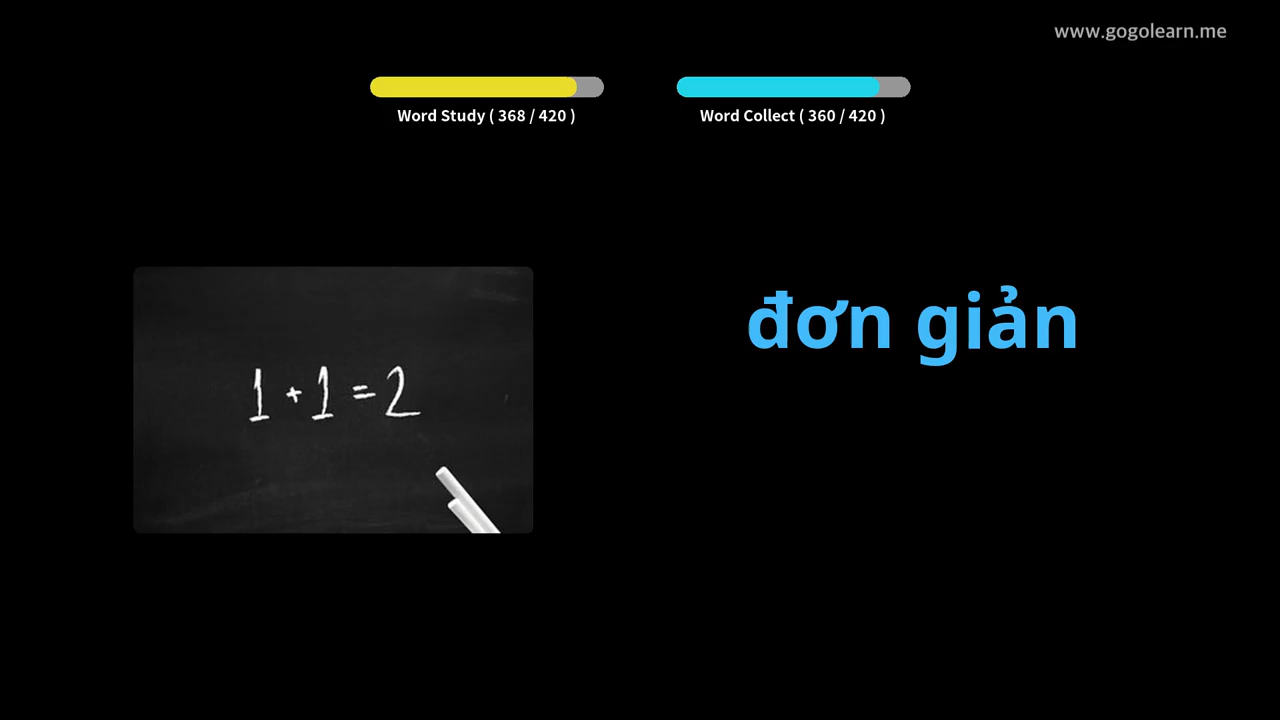 www.gogolearn.me
Word Study ( 368 / 420 )
Word Collect ( 360 / 420 )
đơn giản
1 + 1 = 2